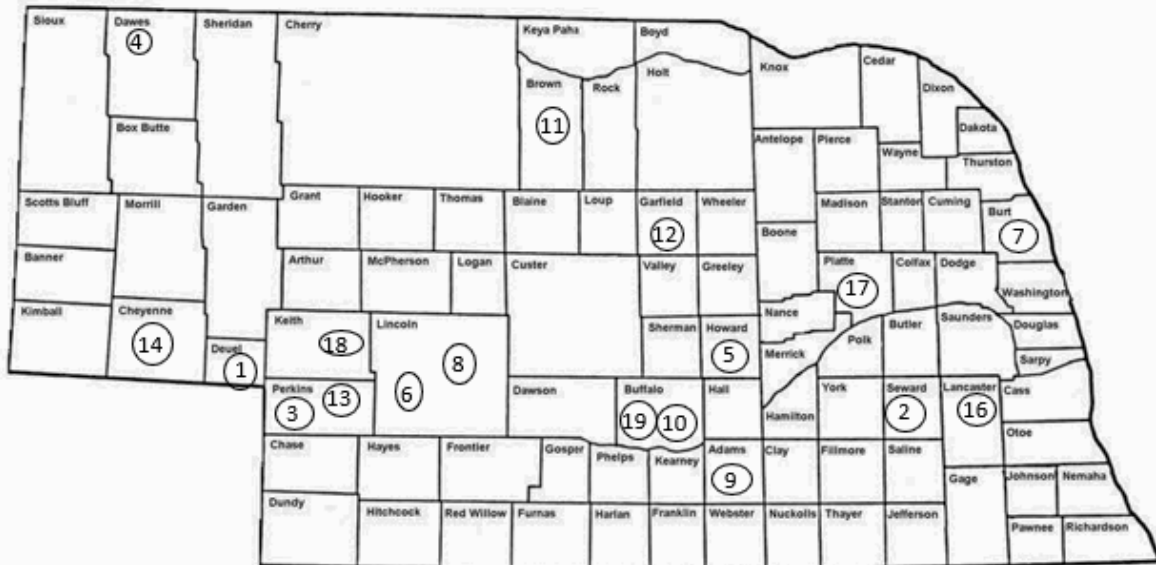 Sioux
Dawes
4
Sheridan
Cherry
Keya Paha
Boyd
Knox
Cedar
Dixon
Dakota
Box Butte
Brown
11
Rock
Holt
Antelope
Pierce
Wayne
Thurston
Scotts Bluff
Morrill
Garden
Grant
Hooker
Thomas
Blaine
Loup
Garfield
12
Wheeler
Boone
Madison
Stanton
Cuming
Burt
7
Banner
Arthur
McPherson
Logan
Custer
Valley
Greeley
Platte
17
Colfax
Dodge
Washington
Kimball
Cheyenne
14
Deuel
1
Keith
18
Lincoln
8
6
Sherman
Howard
5
Nance
Merrick
Polk
Butler
Saunders
Douglas
Sarpy
Perkins
3
13
Dawson
Buffalo
19
10
Hall
Hamilton
York
Seward
2
Lancaster
16
Cass
Otoe
Chase
Hayes
Frontier
Gosper
Phelps
Kearney
Adams
9
Clay
Fillmore
Saline
Gage
Johnson
Nemaha
Dundy
Hitchcock
Red Willow
Furnas
Harlan
Franklin
Webster
Nuckolls
Thayer
Jefferson
Pawnee
Richardson